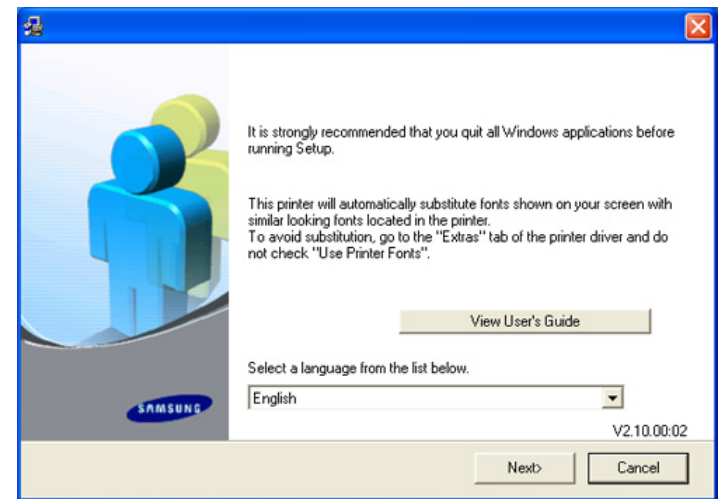 It is strongly recommended that you quit all Windows applications before
running Setup.
This printer will automatically substitute fonts shown on your screen with
similar looking fonts located in the printer.
To avoid substitution, go to the "Extras" tab of the printer driver and do
not check "Use Printer Fonts".
View User's Guide
Select a language from the list below.
English
SAMSUNG
V2.10.00:02
Next>
Cancel